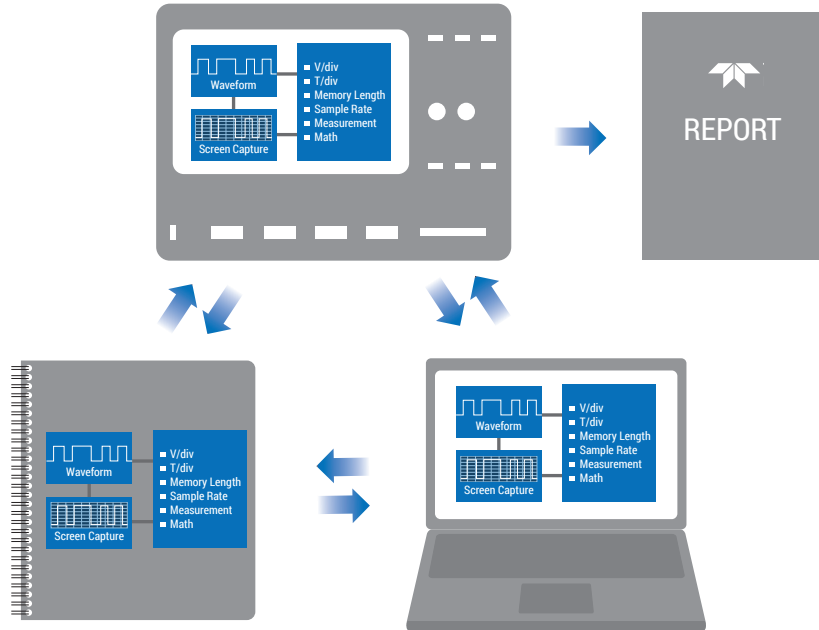 Waveform
Screen Capture
V/div
T/div
Memory Length
Sample Rate
Measurement
Math
REPORT
Waveform
Screen Capture
V/div
T/div
Memory Length
Sample Rate
Measurement
Math
Waveform
Screen Capture
V/div
T/div
Memory Length
Sample Rate
Measurement
Math